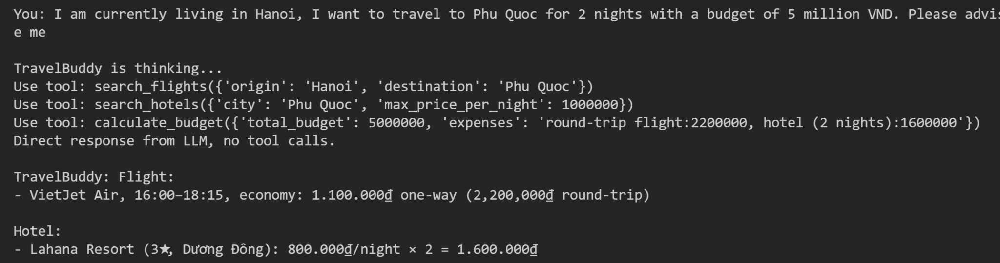 You: I am currently living in Hanoi, I want to travel to Phu Quoc for 2 nights with a budget of 5 million VND. Please advis
e me
TravelBuddy is thinking...
Use tool: search_flights({'origin': 'Hanoi', 'destination': 'Phu Quoc'})
Use tool: search_hotels({'city': 'Phu Quoc', 'max_price_per_night': 1000000})
Use tool: calculate_budget({'total_budget': 5000000, 'expenses': 'round-trip flight:2200000, hotel (2 nights):1600000'})
Direct response from LLM, no tool calls.
TravelBuddy: Flight:
- VietJet Air, 16:00–18:15, economy: 1.100.000₫ one-way (2,200,000₫ round-trip)
Hotel:
- Lahana Resort (3★, Dương Đông): 800.000₫/night × 2 = 1.600.000₫